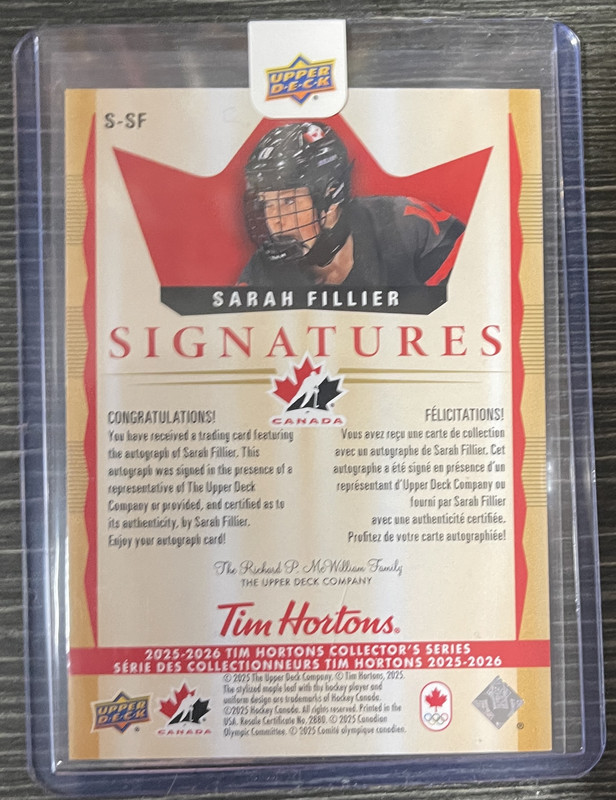 UPPER
D·E·C·K
S-SF
SARAH FILLIER
SIGNATURES
CANADA
CONGRATULATIONS!
You have received a trading card featuring
the autograph of Sarah Fillier. This
autograph was signed in the presence of a
representative of The Upper Deck
Company or provided, and certified as to
its authenticity, by Sarah Fillier.
Enjoy your autograph card!
FÉLICITATIONS!
Vous avez reçu une carte de collection
avec un autographe de Sarah Fillier. Cet
autographe a été signé en présence d'un
représentant d'Upper Deck Company ou
fourni par Sarah Fillier
avec une authenticité certifiée.
Profitez de votre carte autographiée!
The Richard P. McWilliam Family
THE UPPER DECK COMPANY
Tim Hortons®
2025-2026 TIM HORTONS COLLECTOR'S SERIES
SÉRIE DES COLLECTIONNEURS TIM HORTONS 2025-2026
© 2025 The Upper Deck Company. © Tim Hortons, 2025.
The stylized maple leaf with the hockey player and
uniform design are trademarks of Hockey Canada.
©2025 Hockey Canada. All rights reserved. Printed in the
USA. Resale Certificate No. 2880. © 2025 Canadian
Olympic Committee. © 2025 Comité olympique canadien.
UPPER
D·E·C·K
CANADA
®